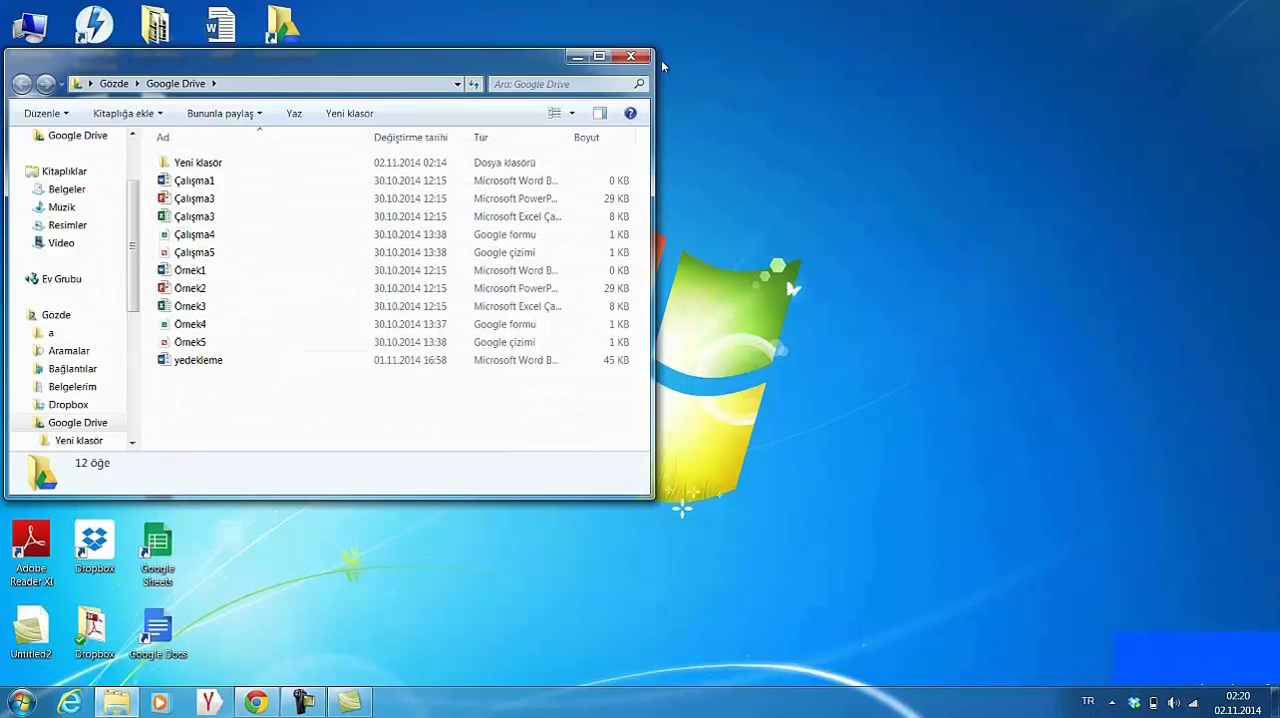 Gözde Google Drive
Ara: Google Drive
Düzenle Kitaplığa ekle Bununla paylaş Yaz Yeni klasör
Ad Değiştirme tarihi Tür Boyut
Google Drive
Kitaplıklar
Belgeler
Müzik
Resimler
Video
Ev Grubu
Gözde
a
Aramalar
Bağlantılar
Belgelerim
Dropbox
Google Drive
Yeni klasör
Yeni klasör 02.11.2014 02:14 Dosya klasörü
Çalışma1 30.10.2014 12:15 Microsoft Word B... 0 KB
Çalışma3 30.10.2014 12:15 Microsoft PowerP... 29 KB
Çalışma3 30.10.2014 12:15 Microsoft Excel Ça... 8 KB
Çalışma4 30.10.2014 13:38 Google formu 1 KB
Çalışma5 30.10.2014 13:38 Google çizimi 1 KB
Örnek1 30.10.2014 12:15 Microsoft Word B... 0 KB
Örnek2 30.10.2014 12:15 Microsoft PowerP... 29 KB
Örnek3 30.10.2014 12:15 Microsoft Excel Ça... 8 KB
Örnek4 30.10.2014 13:37 Google formu 1 KB
Örnek5 30.10.2014 13:38 Google çizimi 1 KB
yedekleme 01.11.2014 16:58 Microsoft Word B... 45 KB
12 öğe
Adobe
Reader XI
Dropbox
Google
Sheets
Untitled2
Dropbox
Google Docs
TR
02:20
02.11.2014